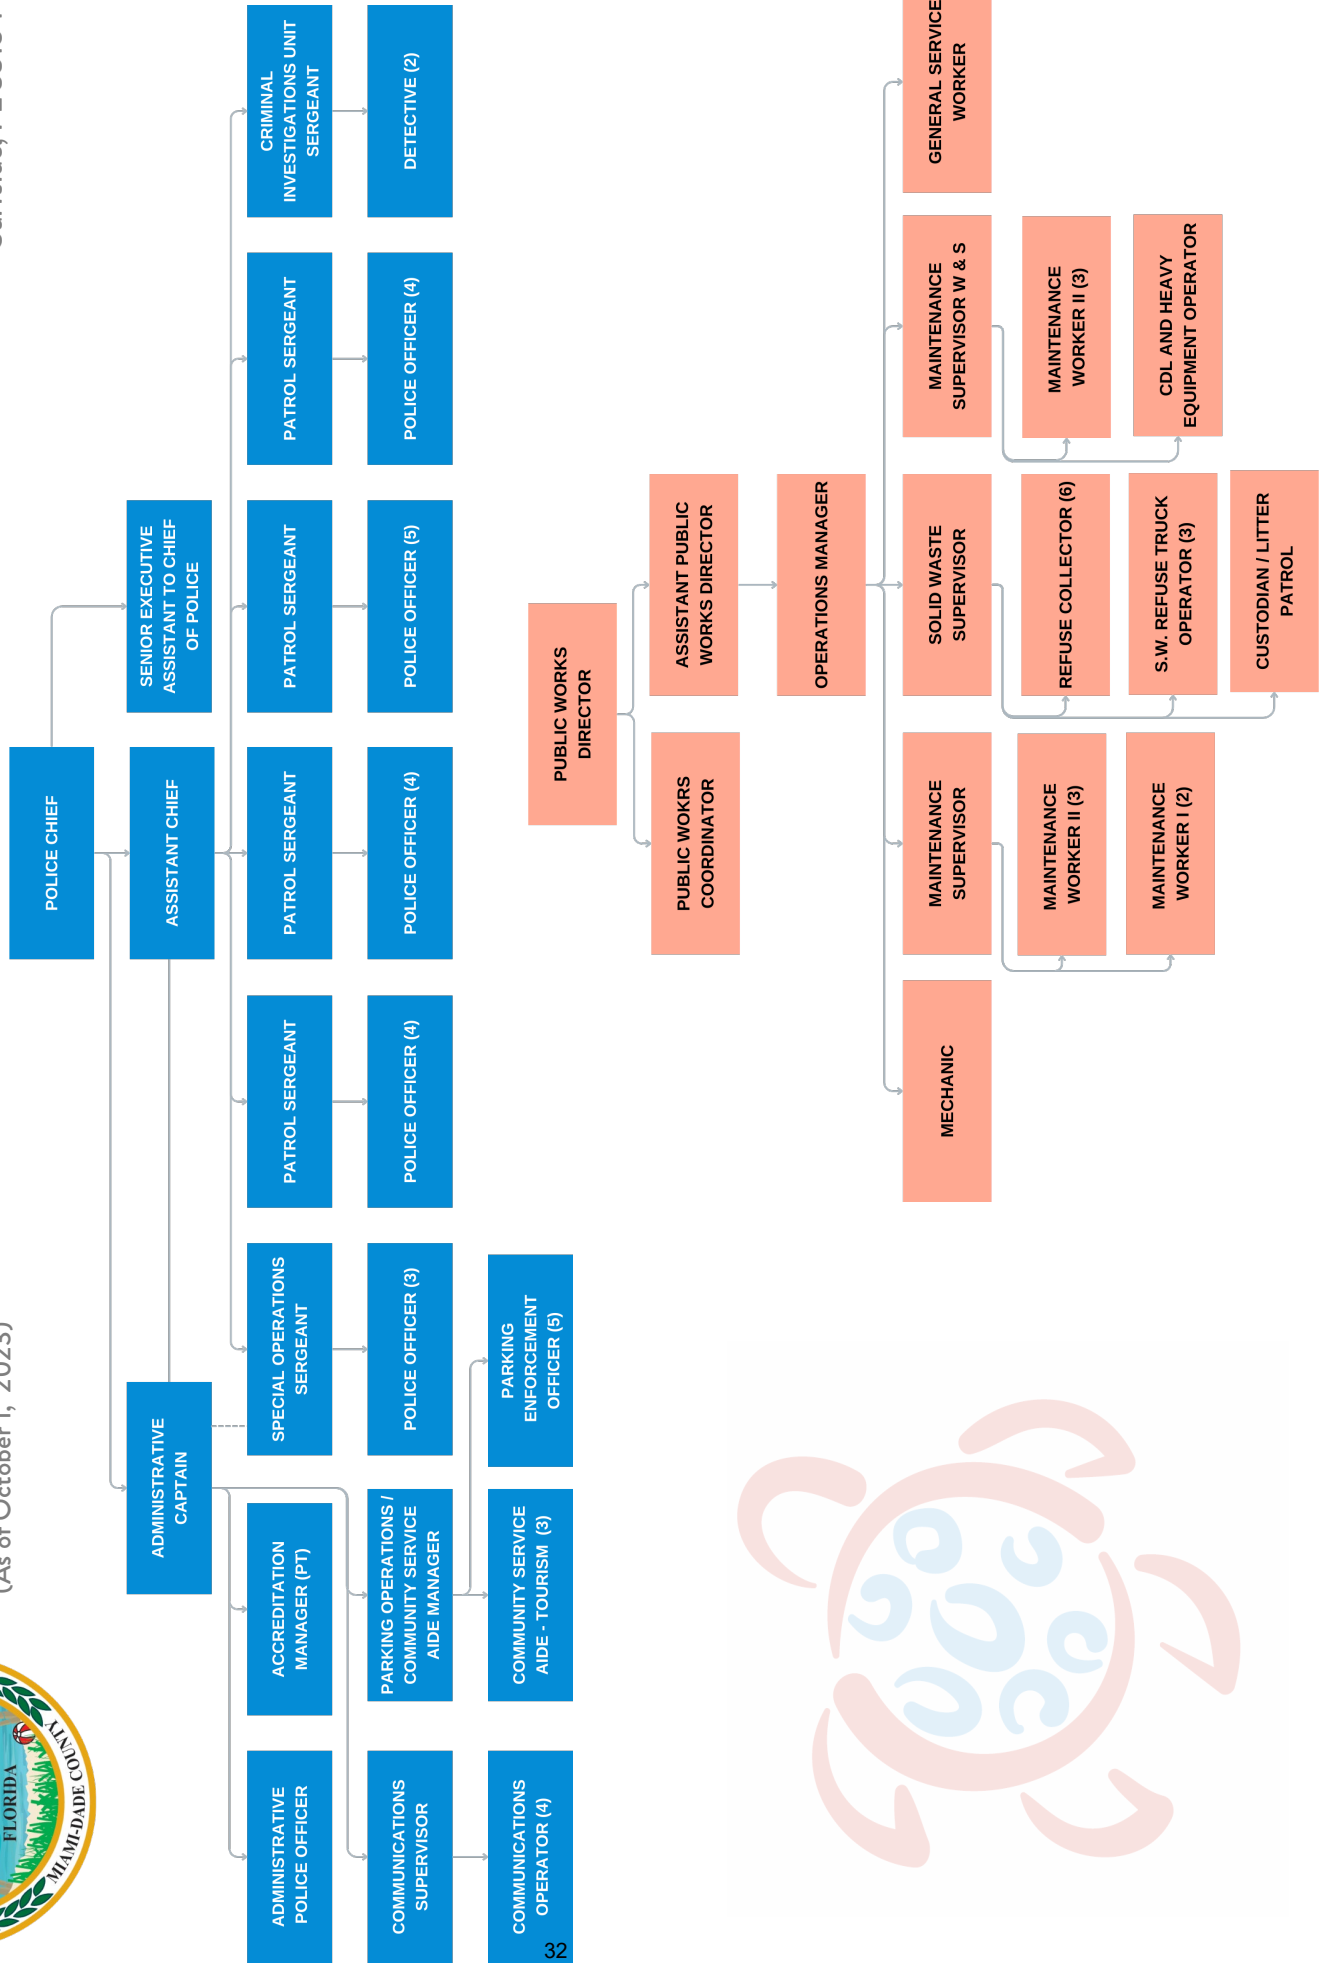 (As of October 1, 2023)
FLORIDA
MIAMI-DADE COUNTY
POLICE CHIEF
SENIOR EXECUTIVE
ASSISTANT TO CHIEF
OF POLICE
ASSISTANT CHIEF
ADMINISTRATIVE
CAPTAIN
ADMINISTRATIVE
POLICE OFFICER
ACCREDITATION
MANAGER (PT)
SPECIAL OPERATIONS
SERGEANT
PATROL SERGEANT
PATROL SERGEANT
PATROL SERGEANT
PATROL SERGEANT
CRIMINAL
INVESTIGATIONS UNIT
SERGEANT
COMMUNICATIONS
SUPERVISOR
PARKING OPERATIONS /
COMMUNITY SERVICE
AIDE MANAGER
POLICE OFFICER (3)
POLICE OFFICER (4)
POLICE OFFICER (4)
POLICE OFFICER (5)
POLICE OFFICER (4)
DETECTIVE (2)
COMMUNICATIONS
OPERATOR (4)
COMMUNITY SERVICE
AIDE - TOURISM (3)
PARKING
ENFORCEMENT
OFFICER (5)
PUBLIC WORKS
DIRECTOR
PUBLIC WOKRS
COORDINATOR
ASSISTANT PUBLIC
WORKS DIRECTOR
OPERATIONS MANAGER
MECHANIC
MAINTENANCE
SUPERVISOR
SOLID WASTE
SUPERVISOR
MAINTENANCE
SUPERVISOR W & S
GENERAL SERVICE
WORKER
MAINTENANCE
WORKER II (3)
REFUSE COLLECTOR (6)
MAINTENANCE
WORKER II (3)
MAINTENANCE
WORKER I (2)
S.W. REFUSE TRUCK
OPERATOR (3)
CDL AND HEAVY
EQUIPMENT OPERATOR
CUSTODIAN / LITTER
PATROL
32